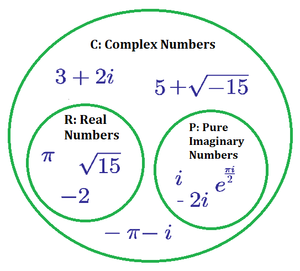 C: Complex Numbers
3 + 2i
5+√-15
R: Real
Numbers
π
√15
-2
P: Pure
Imaginary
Numbers
i
e^{πi/2}
- 2i
- π - i